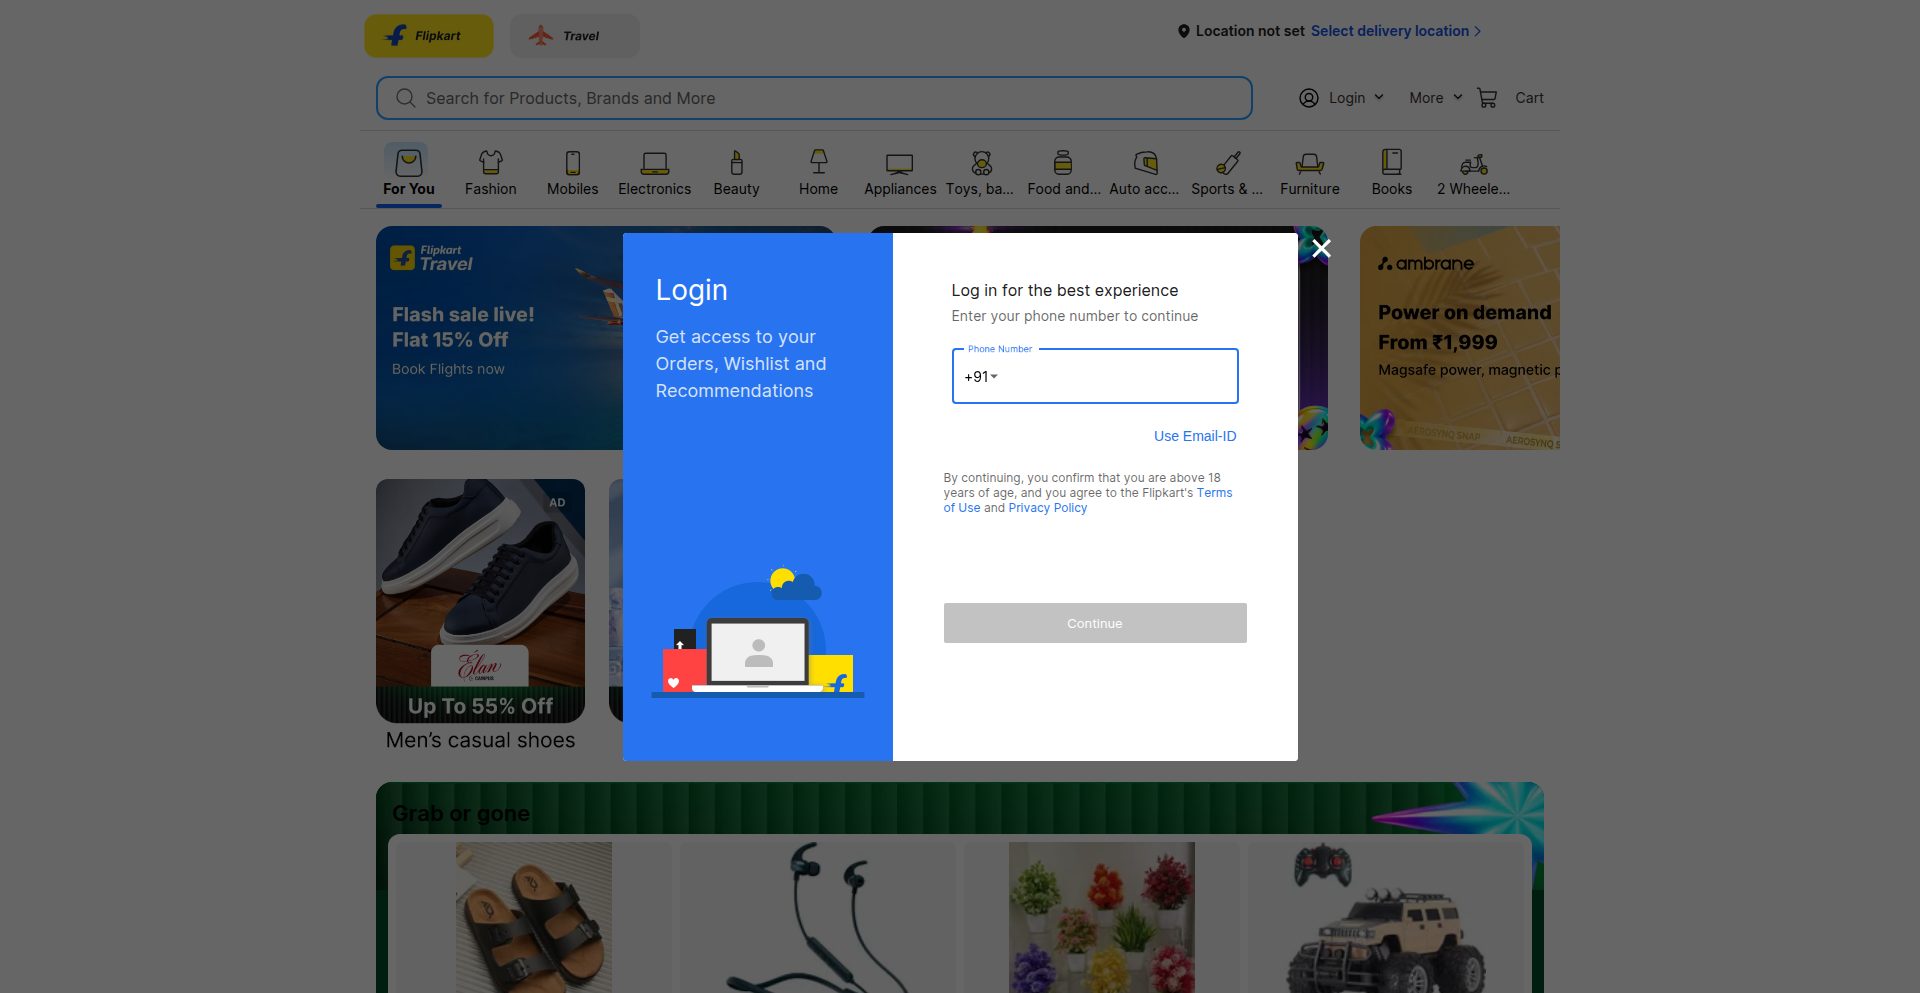 Flipkart
Travel
Location not set Select delivery location
Search for Products, Brands and More
Login
More
Cart
For You
Fashion
Mobiles
Electronics
Beauty
Home
Appliances
Toys, ba...
Food and...
Auto acc...
Sports & ...
Furniture
Books
2 Wheele...
Flipkart
Travel
Flash sale live!
Flat 15% Off
Book Flights now
ambrane
Power on demand
From ₹1,999
Magsafe power, magnetic p
AEROSYNQ SNAP
AEROSYNQ S
Login
Get access to your
Orders, Wishlist and
Recommendations
Log in for the best experience
Enter your phone number to continue
Phone Number
+91
Use Email-ID
By continuing, you confirm that you are above 18
years of age, and you agree to the Flipkart's Terms
of Use and Privacy Policy
Continue
AD
Élan
CAMPUS
Up To 55% Off
Men's casual shoes
Grab or gone